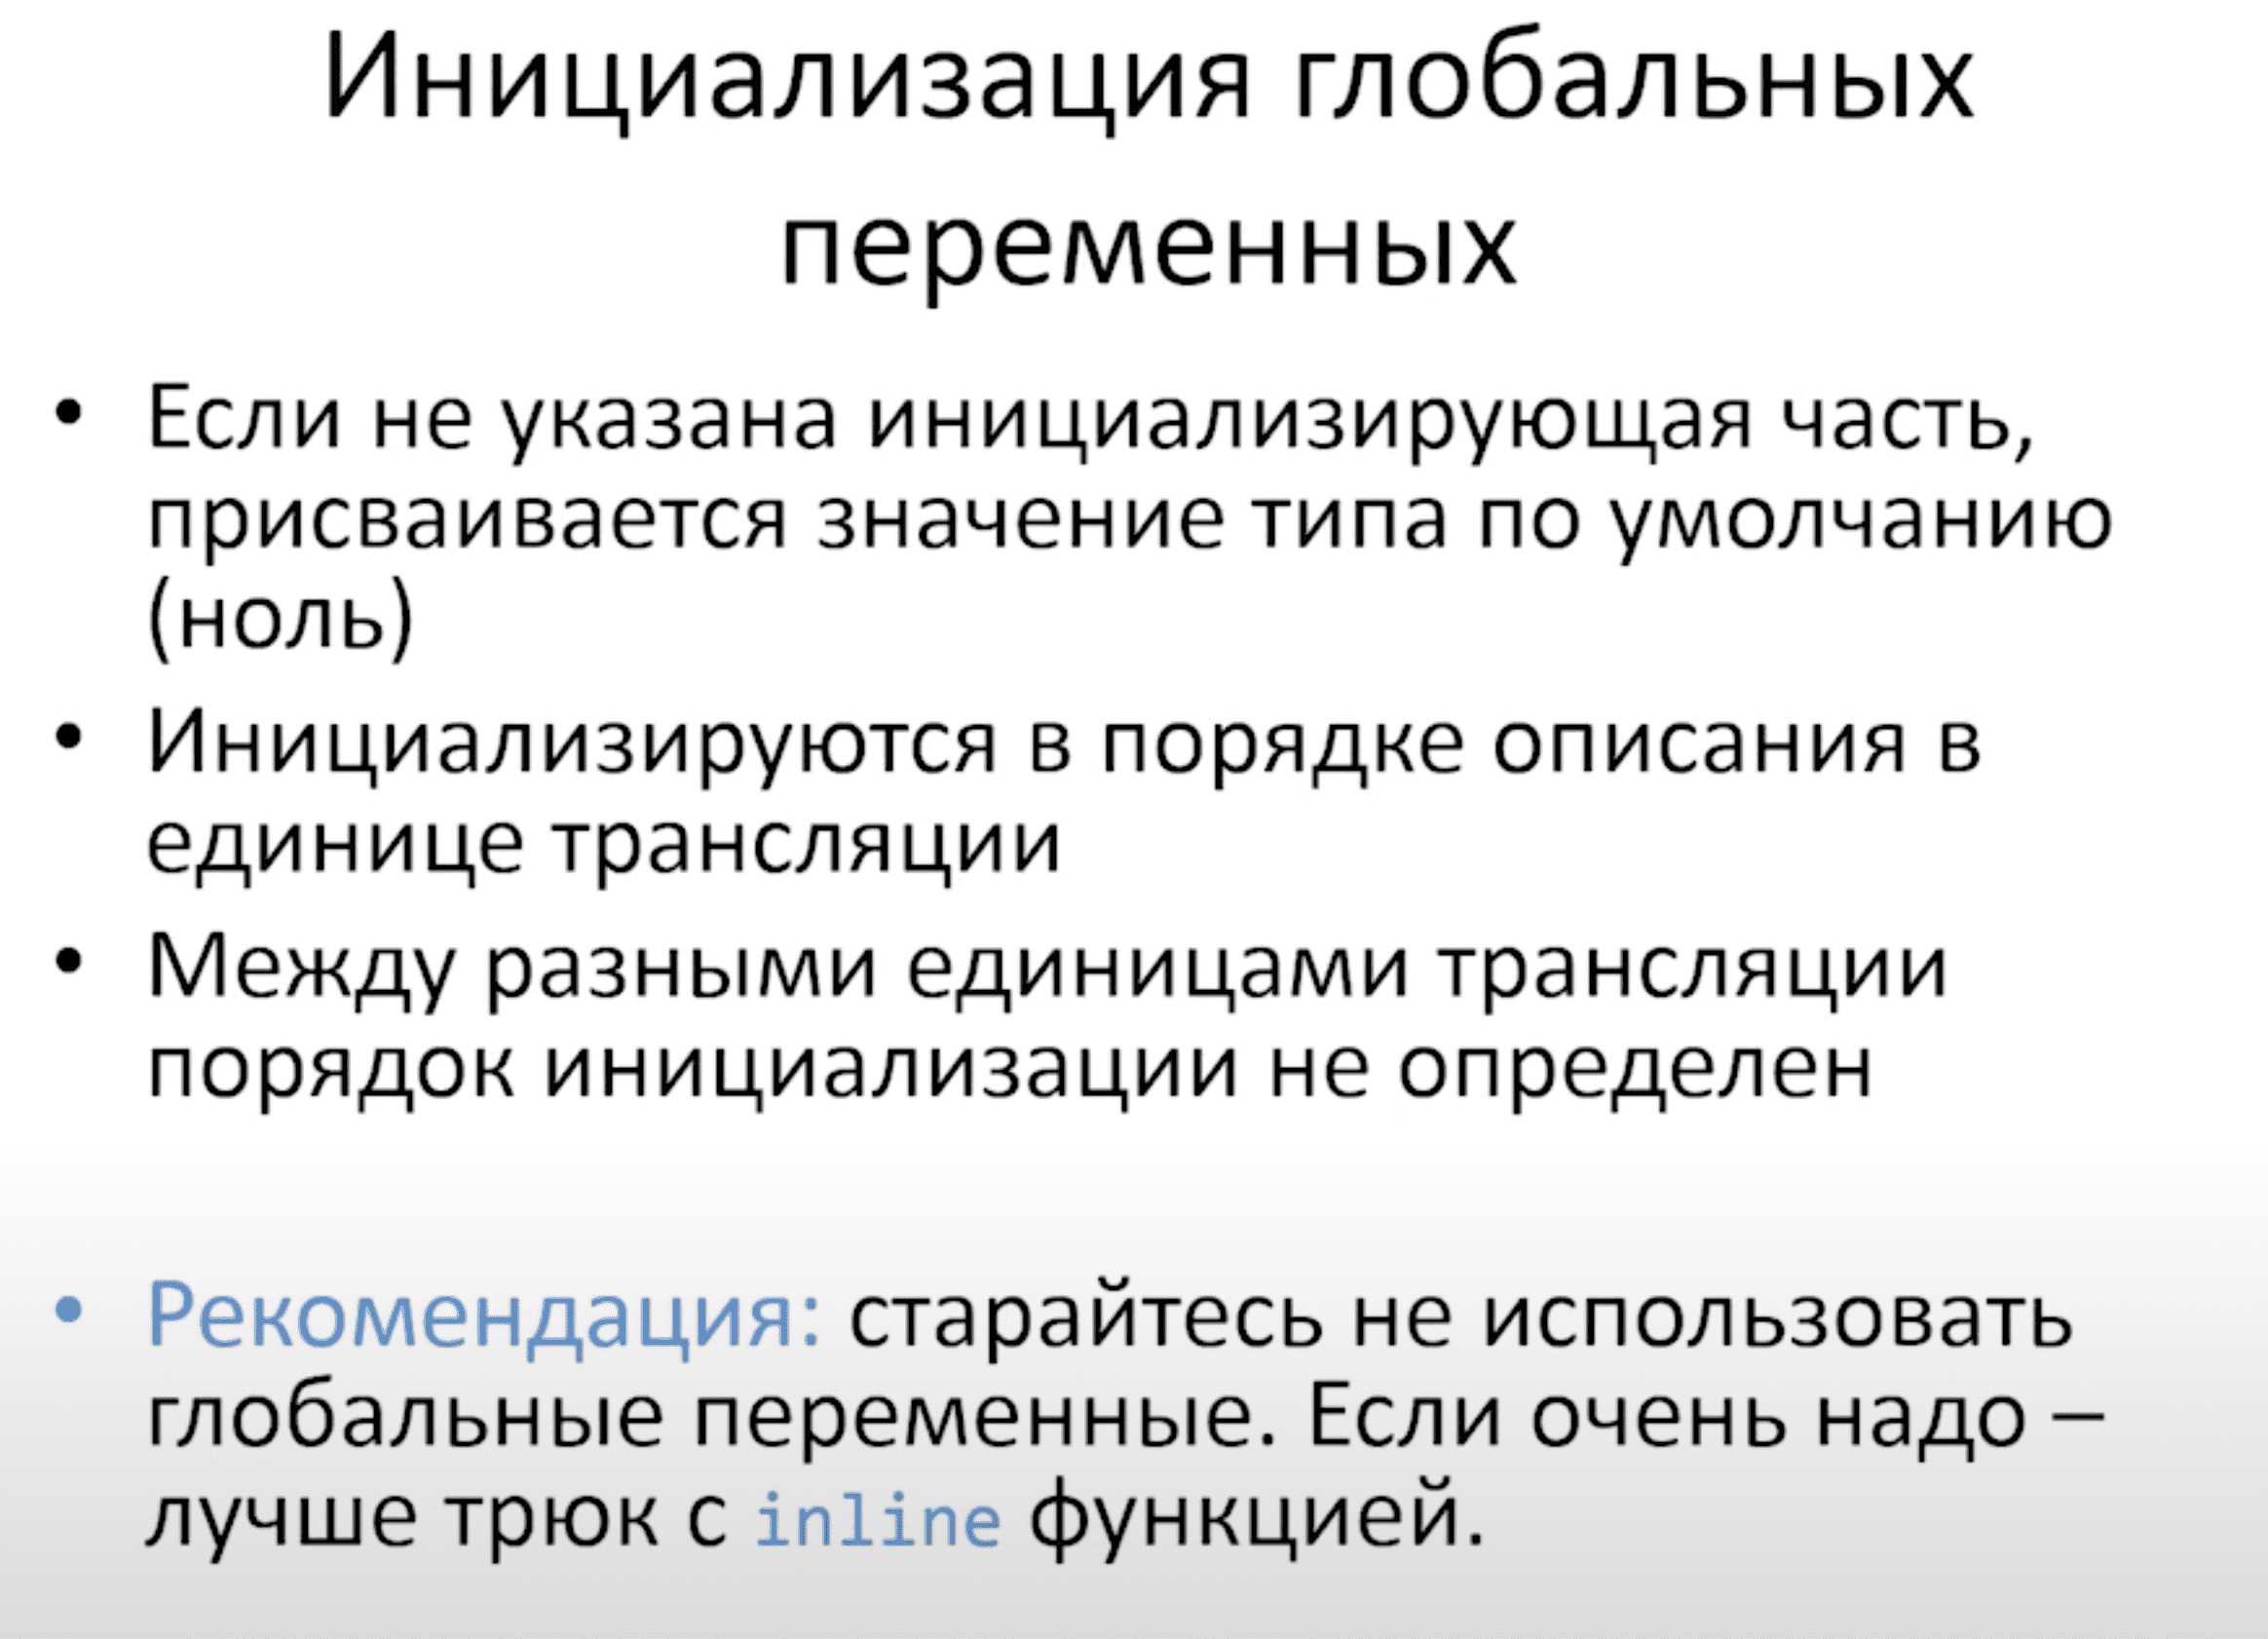 Инициализация глобальных
переменных
• Если не указана инициализирующая часть,
присваивается значение типа по умолчанию
(ноль)
• Инициализируются в порядке описания в
единице трансляции
• Между разными единицами трансляции
порядок инициализации не определен
• Рекомендация: старайтесь не использовать
глобальные переменные. Если очень надо –
лучше трюк с inline функцией.